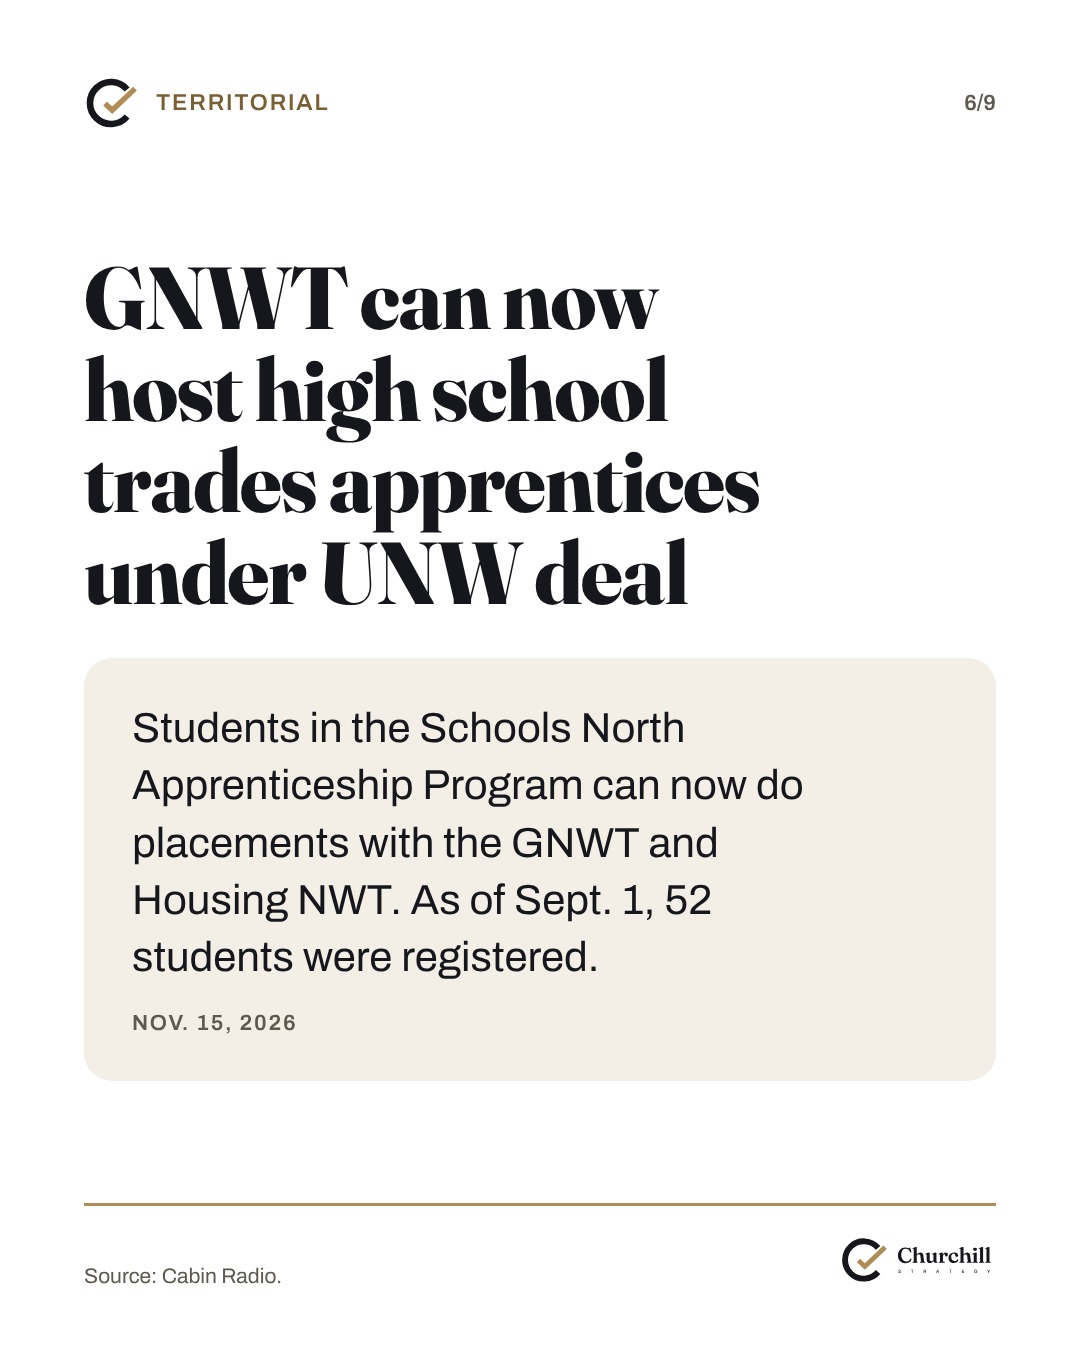 TERRITORIAL
6/9
GNWT can now
host high school
trades apprentices
under UNW deal
Students in the Schools North
Apprenticeship Program can now do
placements with the GNWT and
Housing NWT. As of Sept. 1, 52
students were registered.
NOV. 15, 2026
Source: Cabin Radio.
Churchill
STRATEGY